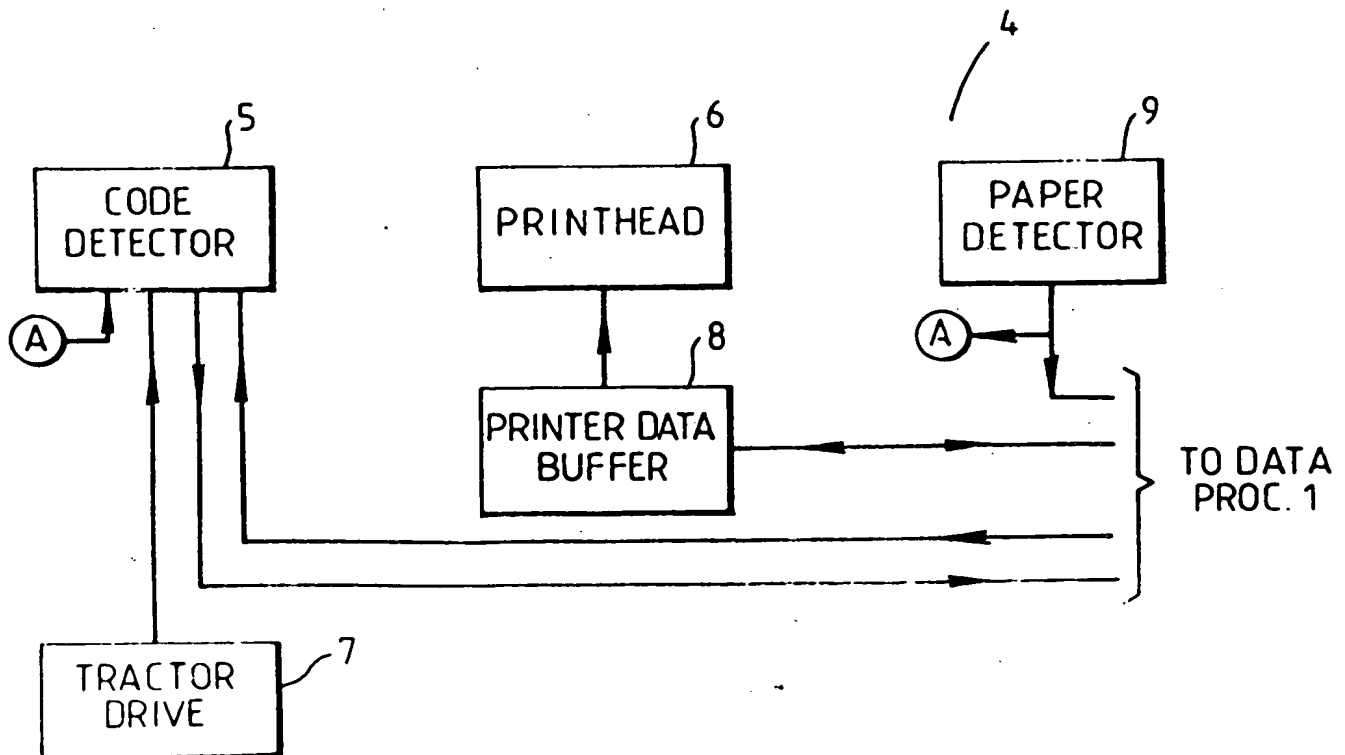 4
5
6
9
CODE
DETECTOR
PRINTHEAD
PAPER
DETECTOR
A
A
8
PRINTER DATA
BUFFER
TO DATA
PROC. 1
7
TRACTOR
DRIVE